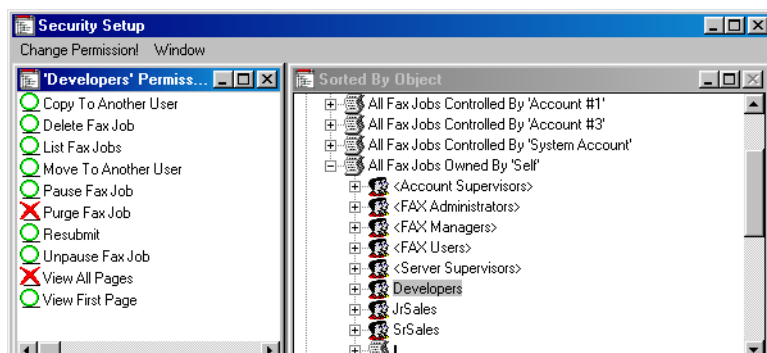 Security Setup
Change Permission! Window
'Developers' Permiss...
Copy To Another User
Delete Fax Job
List Fax Jobs
Move To Another User
Pause Fax Job
Purge Fax Job
Resubmit
Unpause Fax Job
View All Pages
View First Page
Sorted By Object
All Fax Jobs Controlled By 'Account #1'
All Fax Jobs Controlled By 'Account #3'
All Fax Jobs Controlled By 'System Account'
All Fax Jobs Owned By 'Self'
<Account Supervisors>
<FAX Administrators>
<FAX Managers>
<FAX Users>
<Server Supervisors>
Developers
JrSales
SrSales